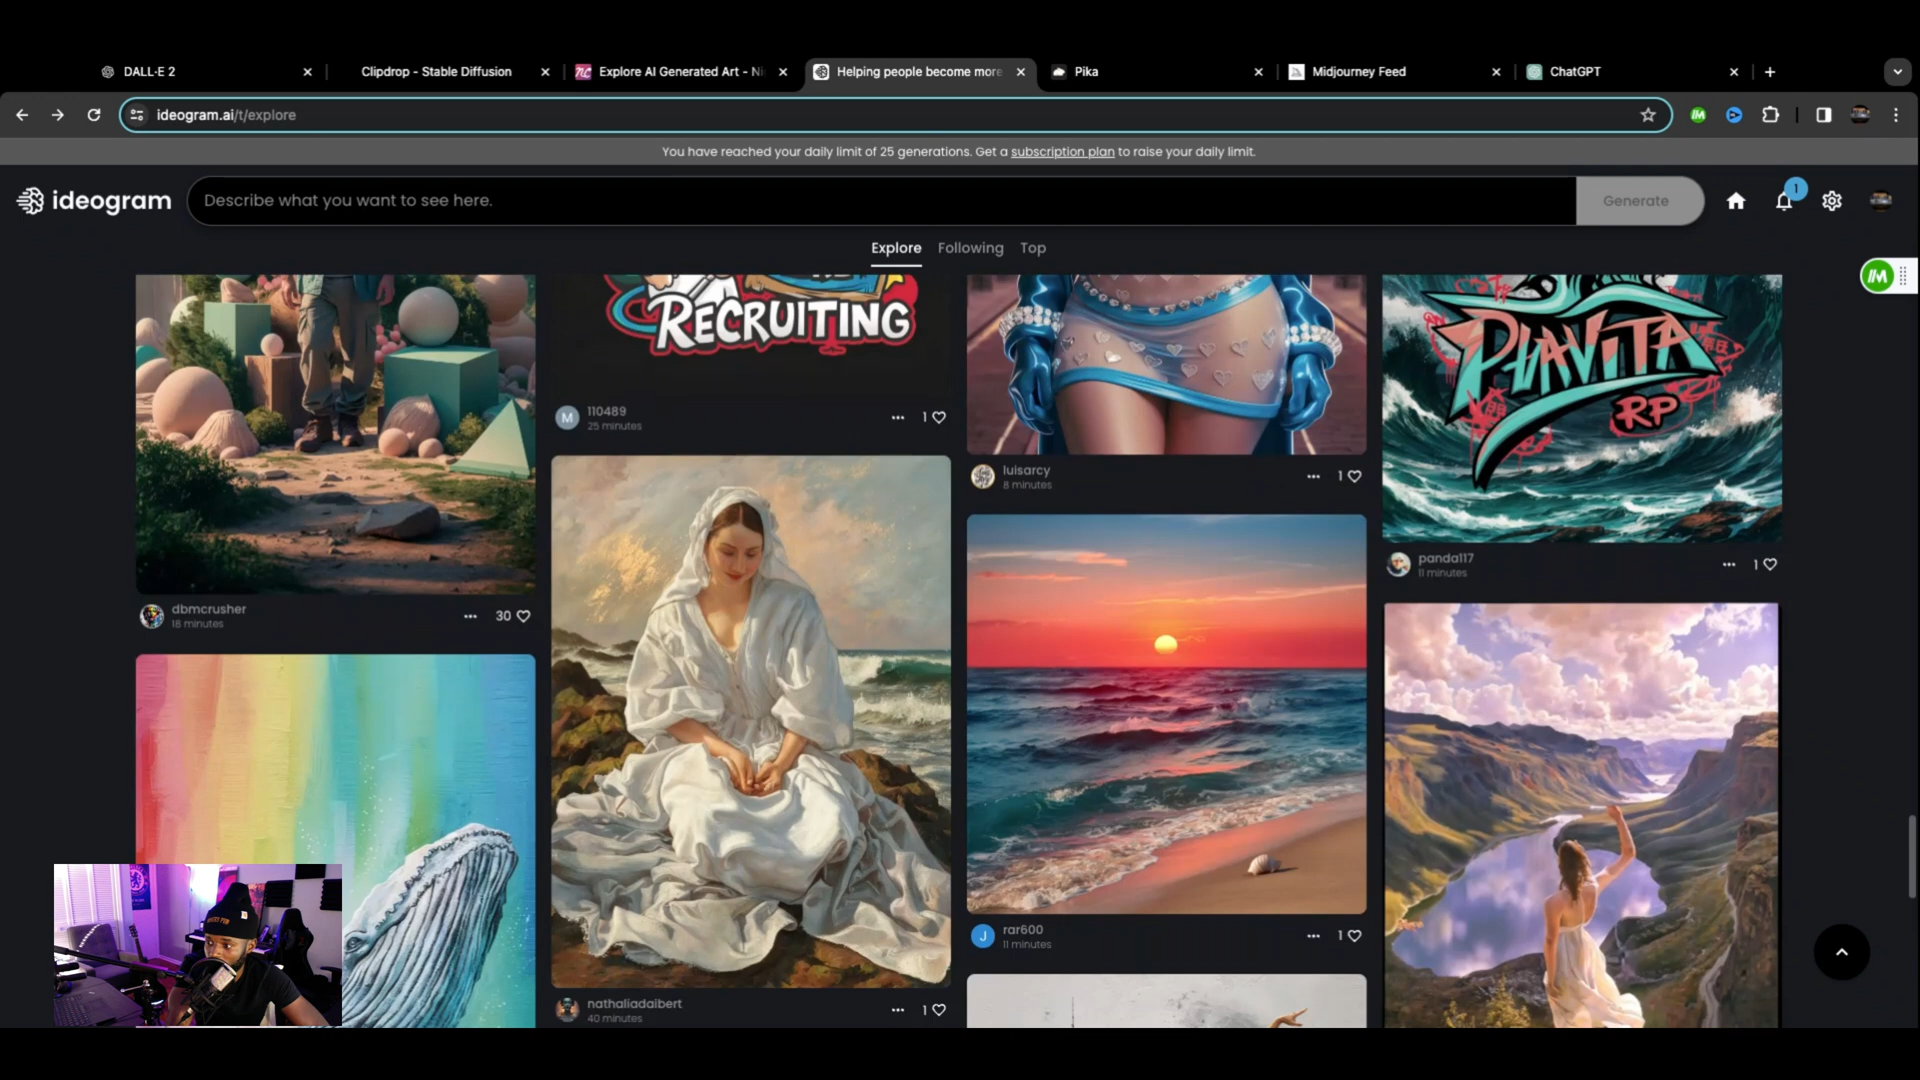 DALL·E 2
Clipdrop - Stable Diffusion
Explore AI Generated Art - Ni
Helping people become more
Pika
Midjourney Feed
ChatGPT
ideogram.ai/t/explore
You have reached your daily limit of 25 generations. Get a subscription plan to raise your daily limit.
ideogram
Describe what you want to see here.
Generate
1
Explore
Following
Top
RECRUITING
PLAVITA
RP
M
110489
25 minutes
1
luisarcy
8 minutes
1
panda117
11 minutes
1
dbmcrusher
18 minutes
30
J
rar600
11 minutes
1
nathaliadaibert
40 minutes
1